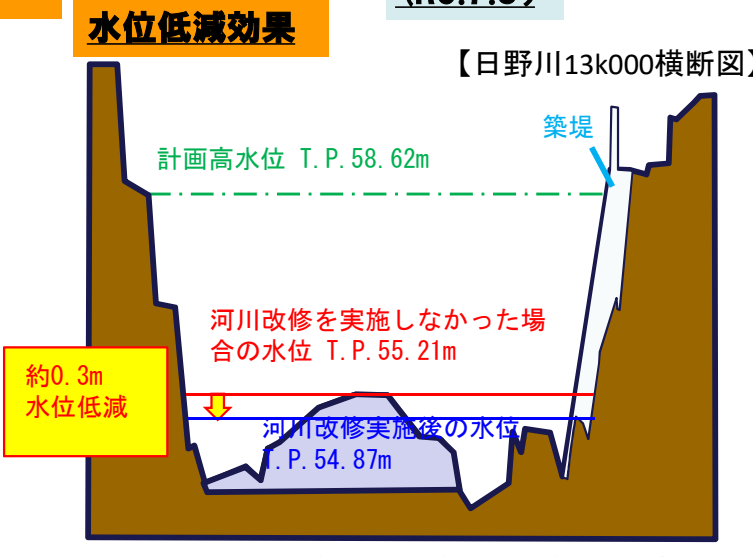 水位低減効果
【日野川13k000横断図】
築堤
計画高水位 T.P.58.62m
河川改修を実施しなかった場
合の水位 T.P.55.21m
約0.3m
水位低減
河川改修実施後の水位
T.P.54.87m